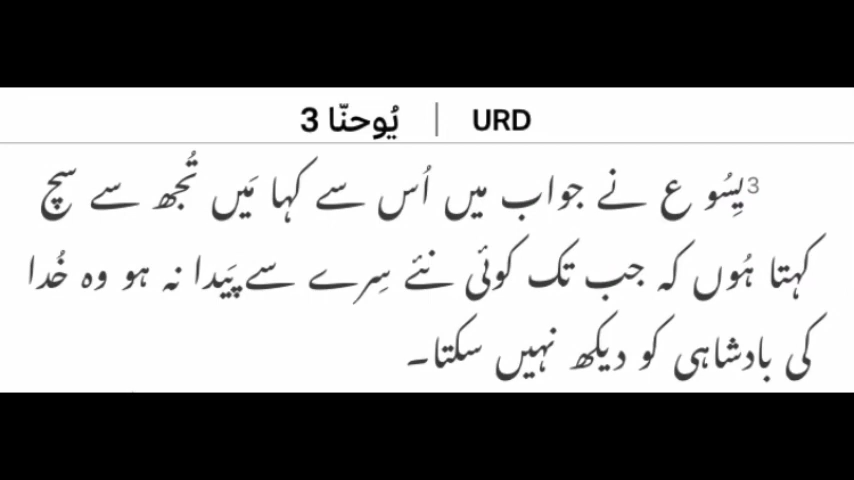 یُوحنّا 3 | URD
3 یِسُوع نے جواب میں اُس سے کہا مَیں تُجھ سے سچ
کہتا ہُوں کہ جب تک کوئی نئے سِرے سے پَیدا نہ ہو وہ خُدا
کی بادشاہی کو دیکھ نہیں سکتا۔